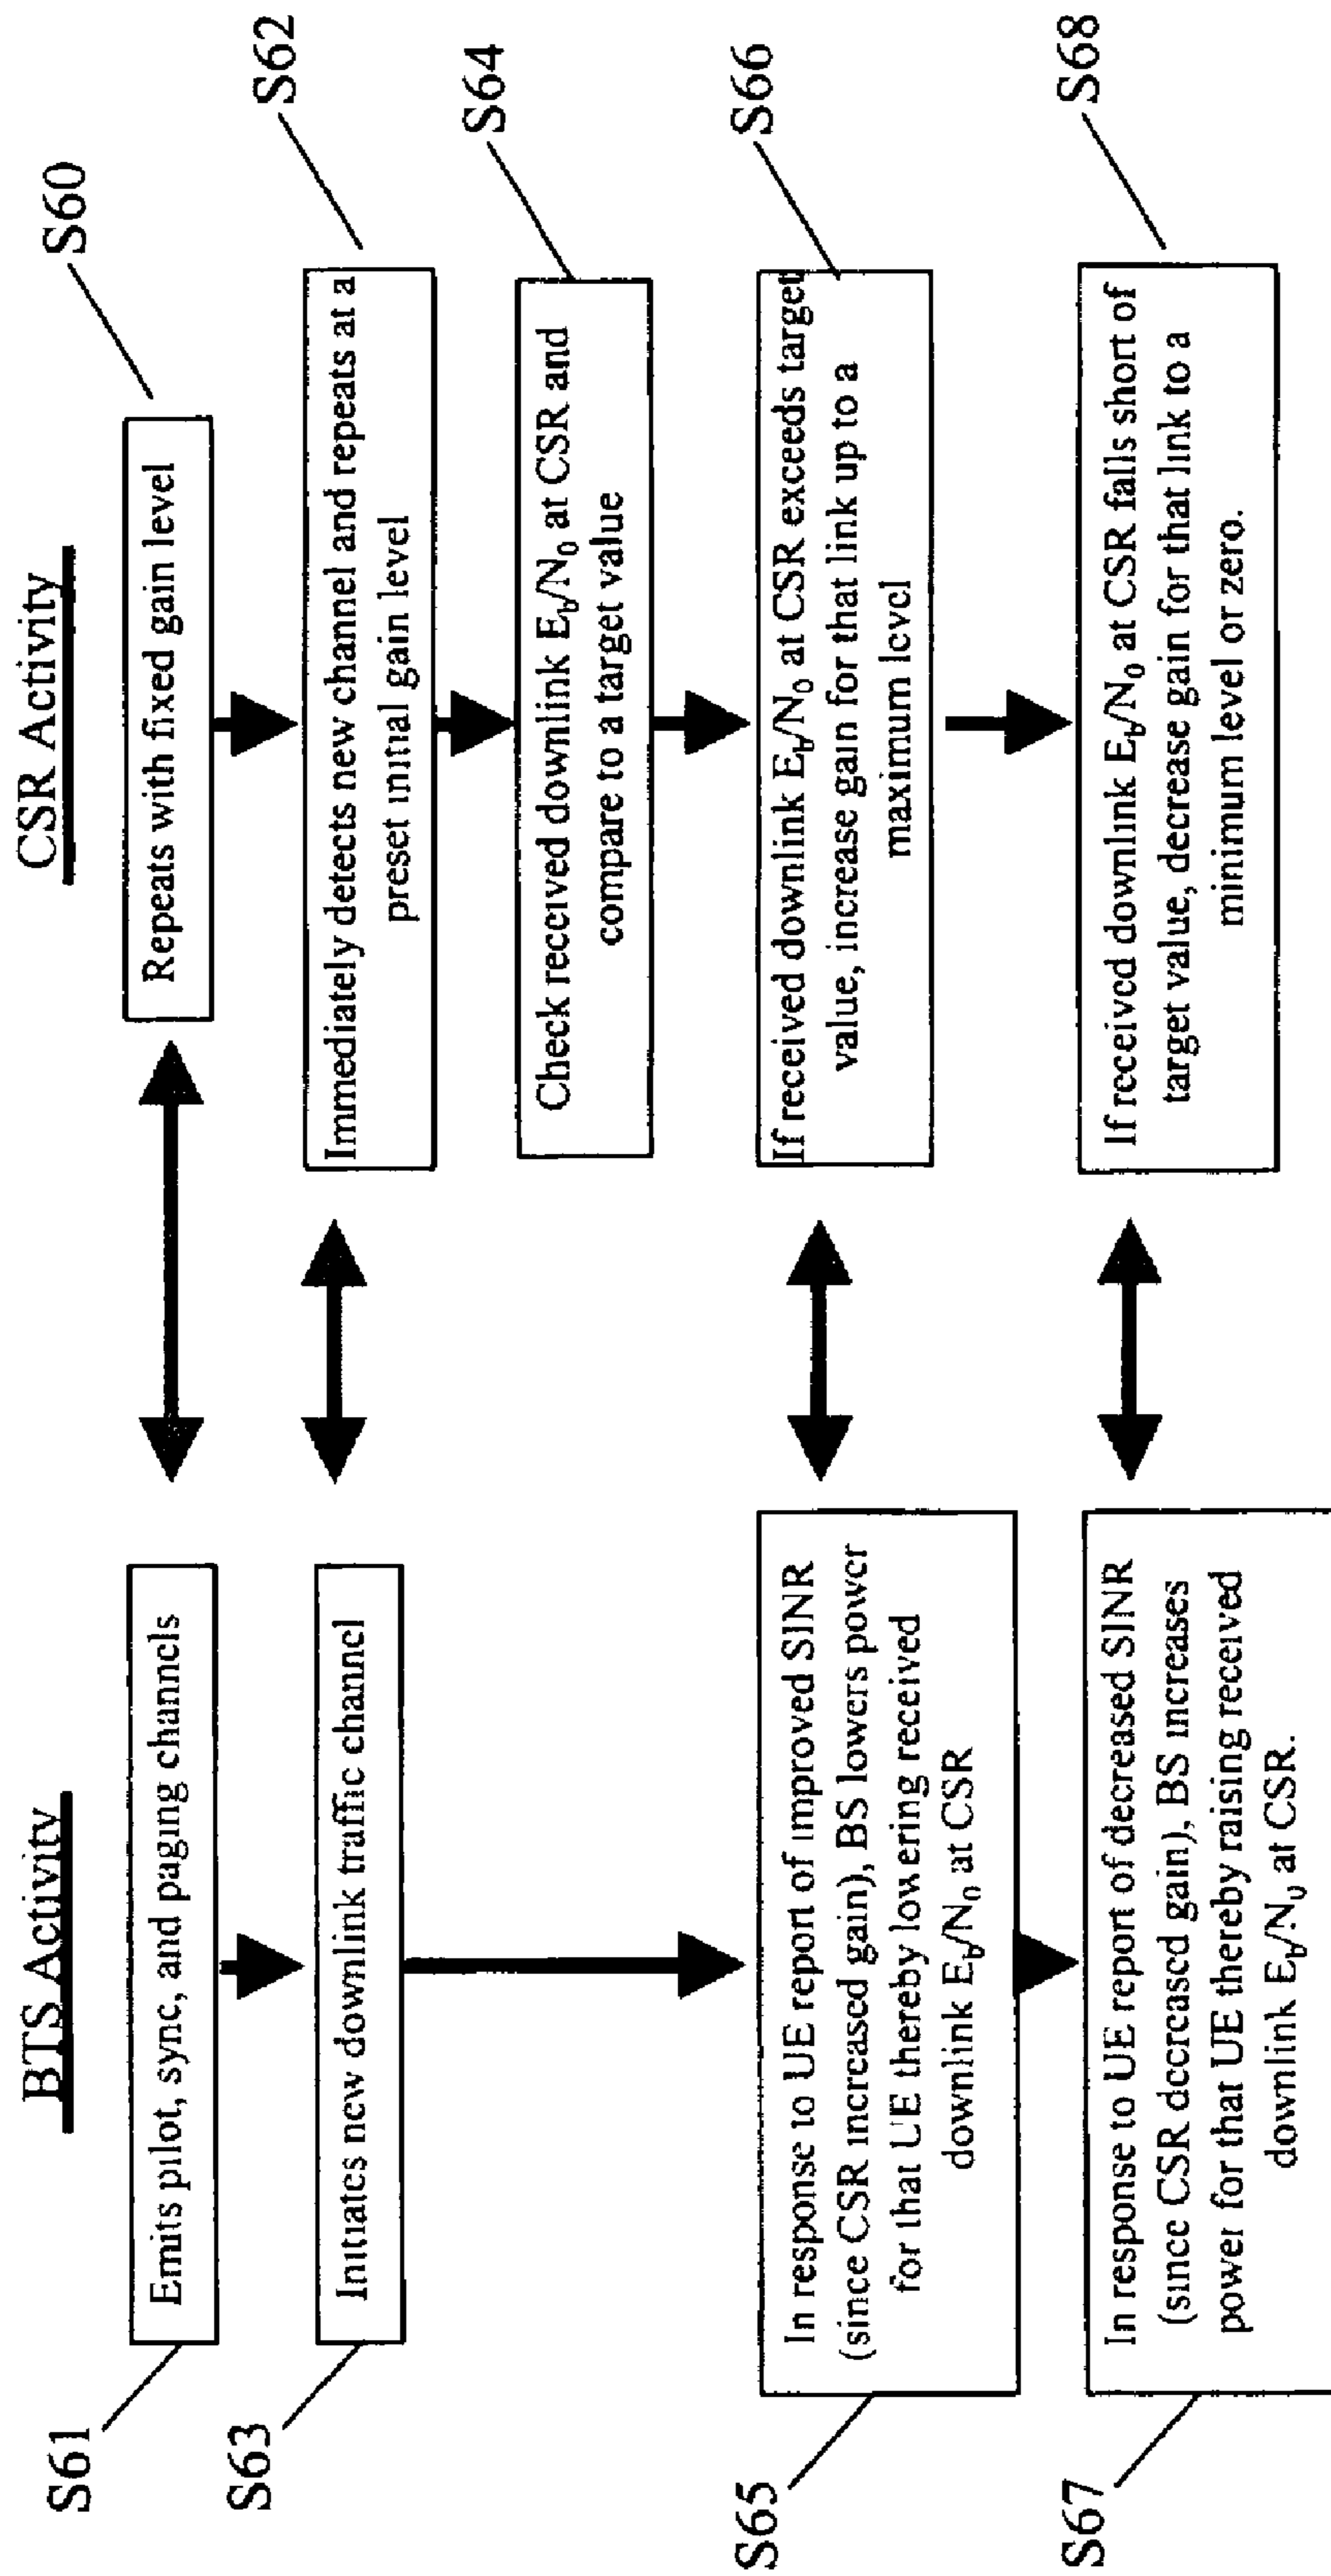 BTS Activity
CSR Activity
S61
Emits pilot, sync, and paging channels
Repeats with fixed gain level
S60
S63
Initiates new downlink traffic channel
Immediately detects new channel and repeats at a
preset initial gain level
S62
Check received downlink Eb/N0 at CSR and
compare to a target value
S64
S65
In response to UE report of improved SINR
(since CSR increased gain), BS lowers power
for that UE thereby lowering received
downlink Eb/N0 at CSR
If received downlink Eb/N0 at CSR exceeds target
value, increase gain for that link up to a
maximum level
S66
S67
In response to UE report of decreased SINR
(since CSR decreased gain), BS increases
power for that UE thereby raising received
downlink Eb/N0 at CSR.
If received downlink Eb/N0 at CSR falls short of
target value, decrease gain for that link to a
minimum level or zero.
S68